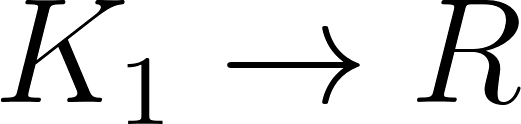 K₁ → R